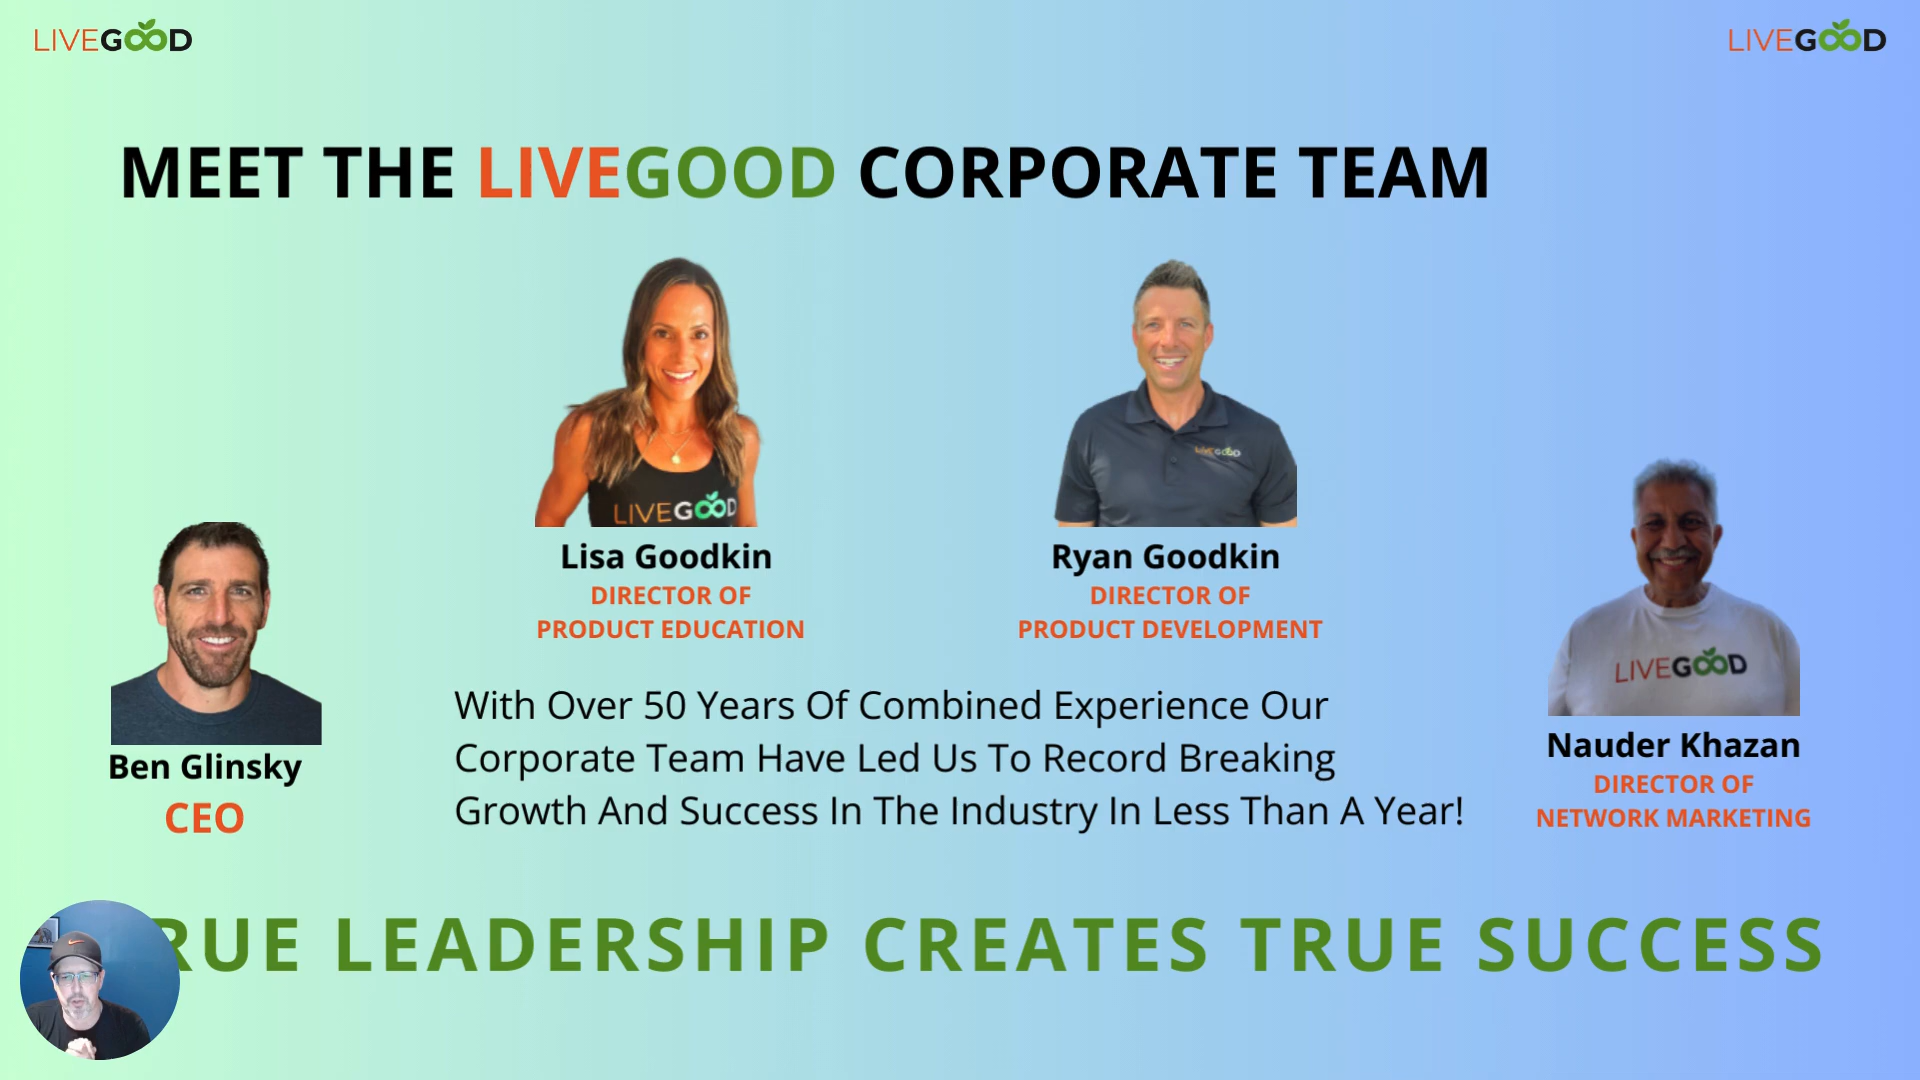 LIVEGOOD
LIVEGOOD
MEET THE LIVEGOOD CORPORATE TEAM
LIVEGOOD
LIVEGOOD
Lisa Goodkin
DIRECTOR OF
PRODUCT EDUCATION
Ryan Goodkin
DIRECTOR OF
PRODUCT DEVELOPMENT
LIVEGOOD
Ben Glinsky
CEO
With Over 50 Years Of Combined Experience Our
Corporate Team Have Led Us To Record Breaking
Growth And Success In The Industry In Less Than A Year!
Nauder Khazan
DIRECTOR OF
NETWORK MARKETING
RUE LEADERSHIP CREATES TRUE SUCCESS